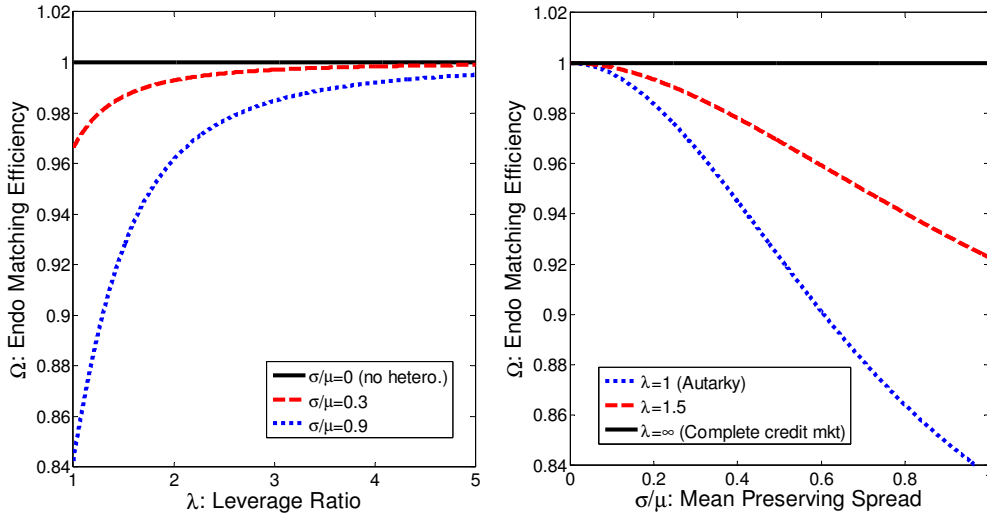 1.02
1
0.98
0.96
0.94
0.92
0.9
0.88
0.86
0.84
Ω: Endo Matching Efficiency
1 2 3 4 5
λ: Leverage Ratio
σ/μ=0 (no hetero.)
σ/μ=0.3
σ/μ=0.9
1.02
1
0.98
0.96
0.94
0.92
0.9
0.88
0.86
0.84
Ω: Endo Matching Efficiency
0 0.2 0.4 0.6 0.8
σ/μ: Mean Preserving Spread
λ=1 (Autarky)
λ=1.5
λ=∞ (Complete credit mkt)